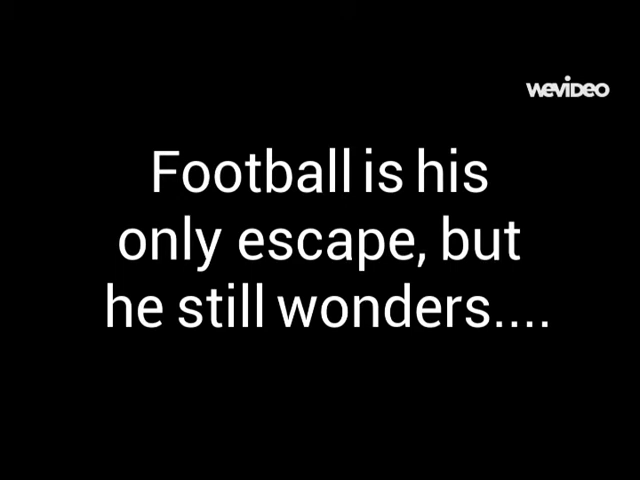 WEVIDEO
Football is his
only escape, but
he still wonders....